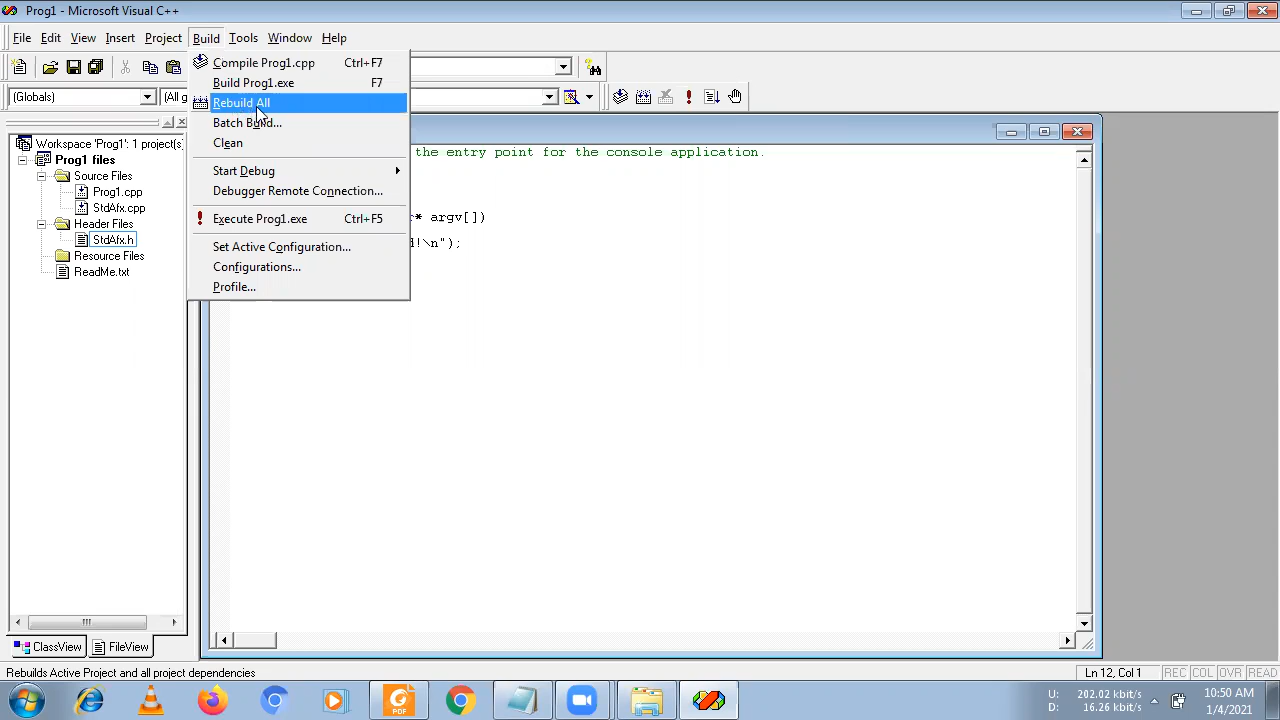 Prog1 - Microsoft Visual C++
File Edit View Insert Project Build Tools Window Help
Compile Prog1.cpp Ctrl+F7
Build Prog1.exe F7
Rebuild All
Batch Build...
Clean
Start Debug
Debugger Remote Connection...
Execute Prog1.exe Ctrl+F5
Set Active Configuration...
Configurations...
Profile...
(Globals)
(All g
Workspace 'Prog1': 1 project(s
Prog1 files
Source Files
Prog1.cpp
StdAfx.cpp
Header Files
StdAfx.h
Resource Files
ReadMe.txt
the entry point for the console application.
r* argv[])
d!\n");
ClassView FileView
Rebuilds Active Project and all project dependencies
Ln 12, Col 1 REC COL OVR READ
PDF
U: 202.02 kbit/s
D: 16.26 kbit/s
10:50 AM
1/4/2021